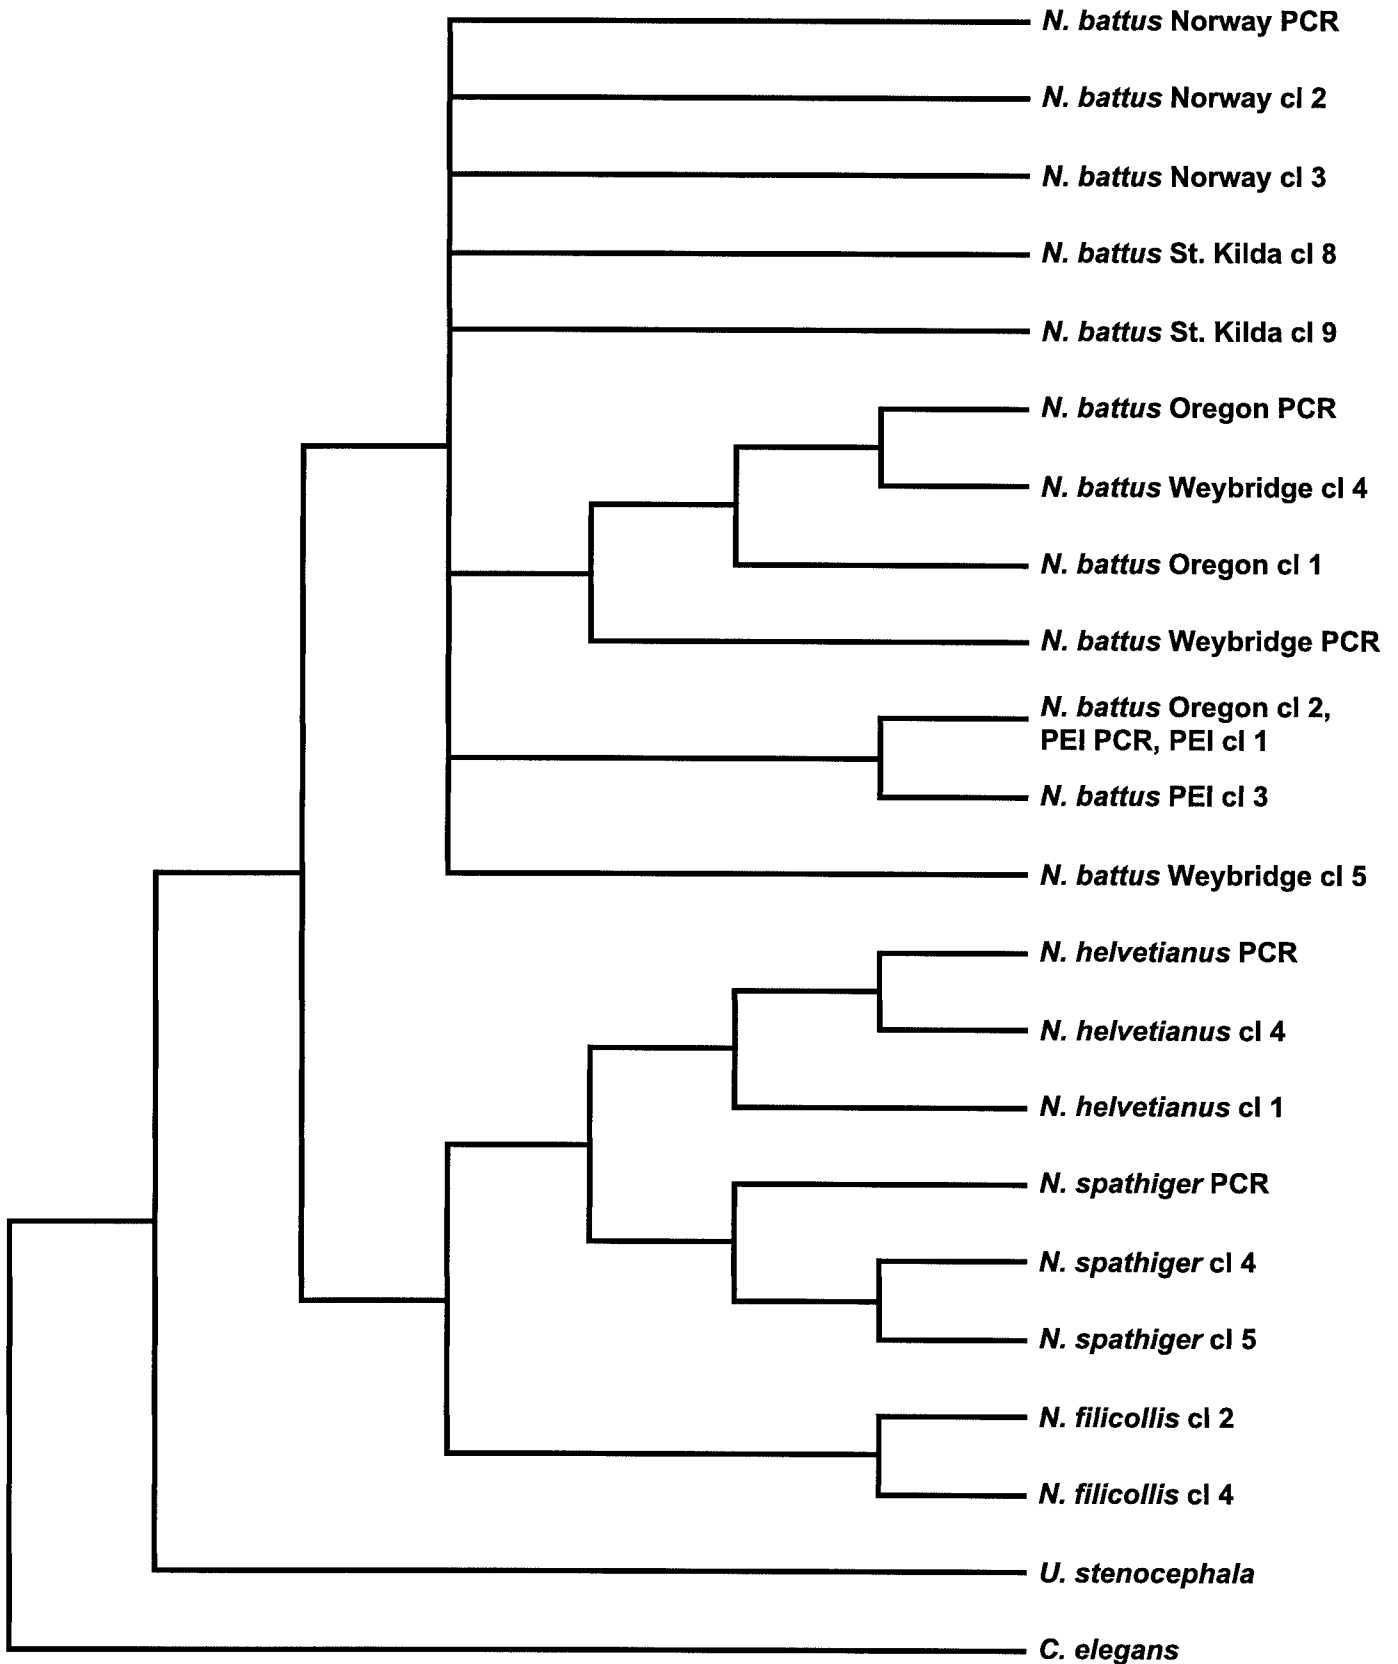 N. battus Norway PCR
N. battus Norway cl 2
N. battus Norway cl 3
N. battus St. Kilda cl 8
N. battus St. Kilda cl 9
N. battus Oregon PCR
N. battus Weybridge cl 4
N. battus Oregon cl 1
N. battus Weybridge PCR
N. battus Oregon cl 2,
PEI PCR, PEI cl 1
N. battus PEI cl 3
N. battus Weybridge cl 5
N. helvetianus PCR
N. helvetianus cl 4
N. helvetianus cl 1
N. spathiger PCR
N. spathiger cl 4
N. spathiger cl 5
N. filicollis cl 2
N. filicollis cl 4
U. stenocephala
C. elegans